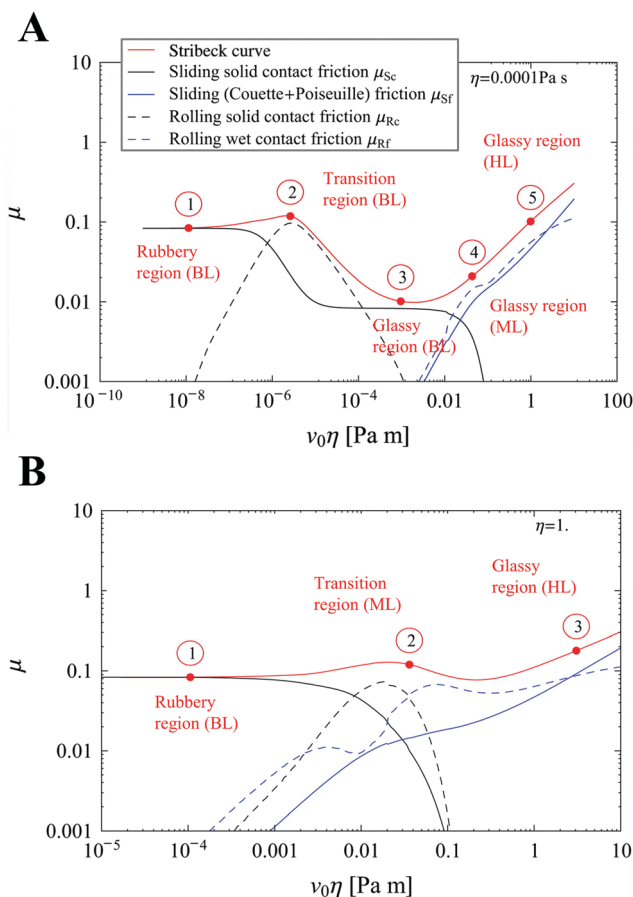 A
Stribeck curve
Sliding solid contact friction μSc
Sliding (Couette+Poiseuille) friction μSf
Rolling solid contact friction μRc
Rolling wet contact friction μRf
η=0.0001Pa s
10
1
0.1
0.01
0.001
μ
1
2
3
4
5
Rubbery
region (BL)
Transition
region (BL)
Glassy
region (BL)
Glassy region
(ML)
Glassy region
(HL)
10⁻¹⁰
10⁻⁸
10⁻⁶
10⁻⁴
0.01
1
100
v₀η [Pa m]
B
η=1.
10
1
0.1
0.01
0.001
μ
1
2
3
Rubbery
region (BL)
Transition
region (ML)
Glassy
region (HL)
10⁻⁵
10⁻⁴
0.001
0.01
0.1
1
10
v₀η [Pa m]